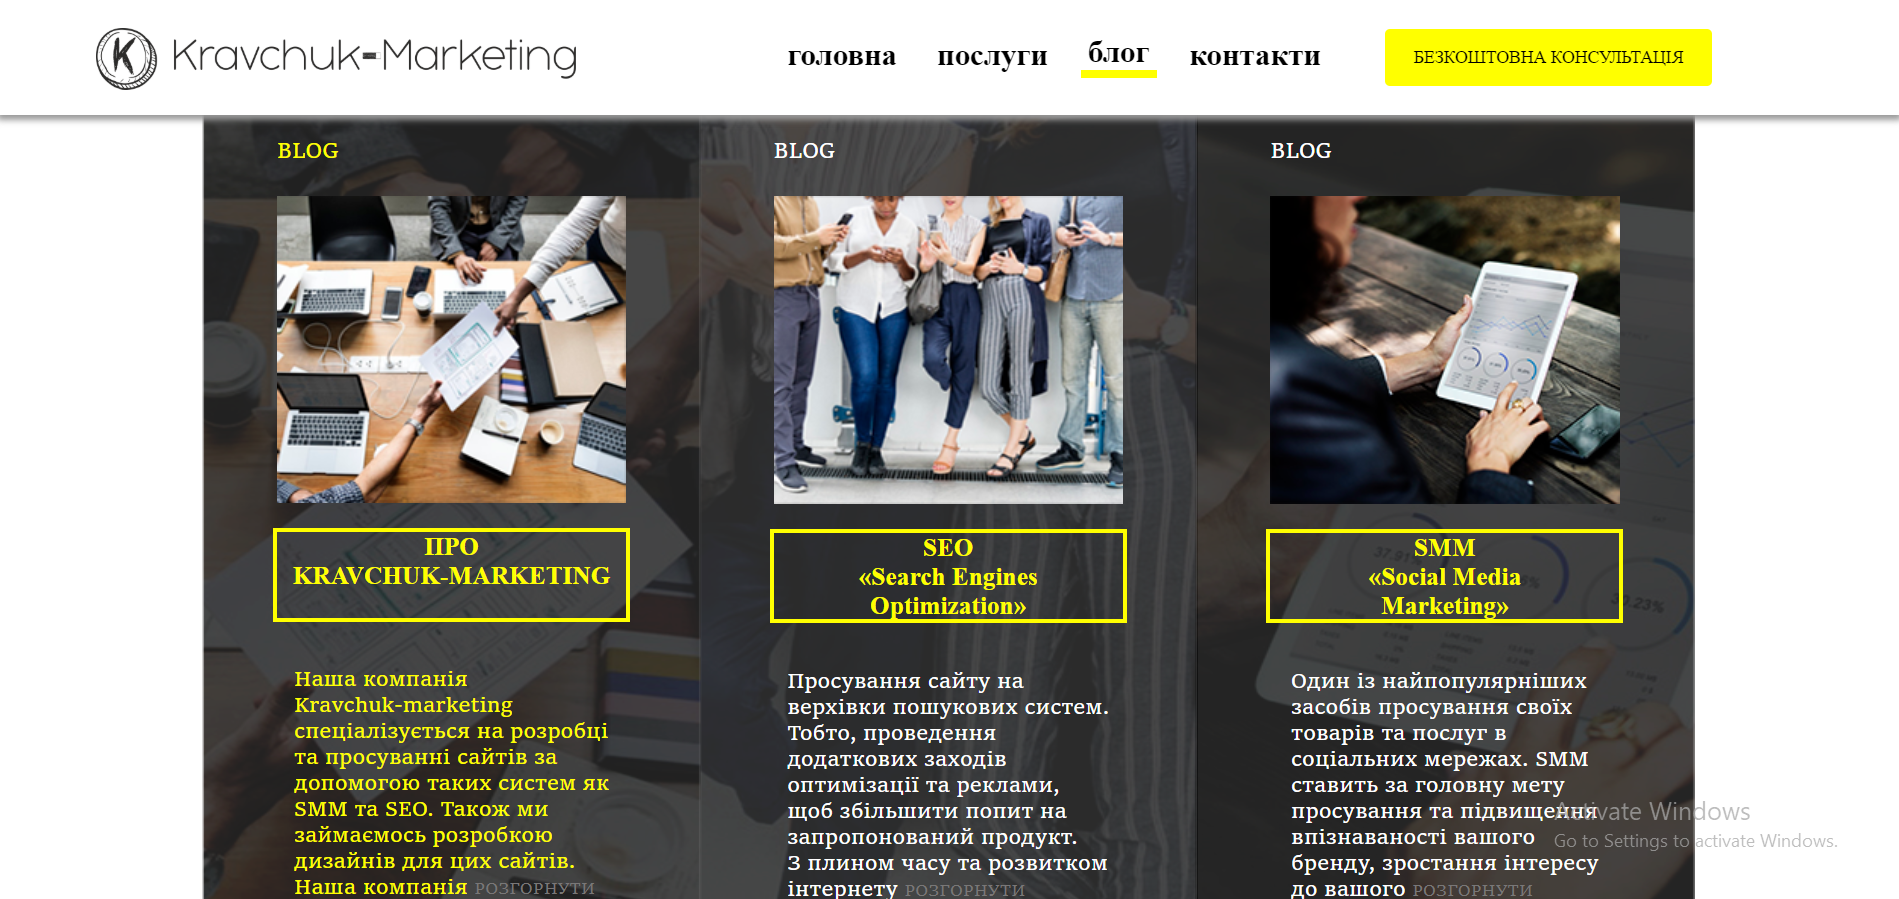 Kravchuk-Marketing
головна
послуги
блог
контакти
БЕЗКОШТОВНА КОНСУЛЬТАЦІЯ
BLOG
ПРО
KRAVCHUK-MARKETING
Наша компанія
Kravchuk-marketing
спеціалізується на розробці
та просуванні сайтів за
допомогою таких систем як
SMM та SEO. Також ми
займаємось розробкою
дизайнів для цих сайтів.
Наша компанія РОЗГОРНУТИ
BLOG
SEO
«Search Engines
Optimization»
Просування сайту на
верхівки пошукових систем.
Тобто, проведення
додаткових заходів
оптимізації та реклами,
щоб збільшити попит на
запропонований продукт.
З плином часу та розвитком
інтернету РОЗГОРНУТИ
BLOG
37.91%
30.23%
SMM
«Social Media
Marketing»
Один із найпопулярніших
засобів просування своїх
товарів та послуг в
соціальних мережах. SMM
ставить за головну мету
просування та підвищення
впізнаваності вашого
бренду, зростання інтересу
до вашого РОЗГОРНУТИ
Activate Windows
Go to Settings to activate Windows.